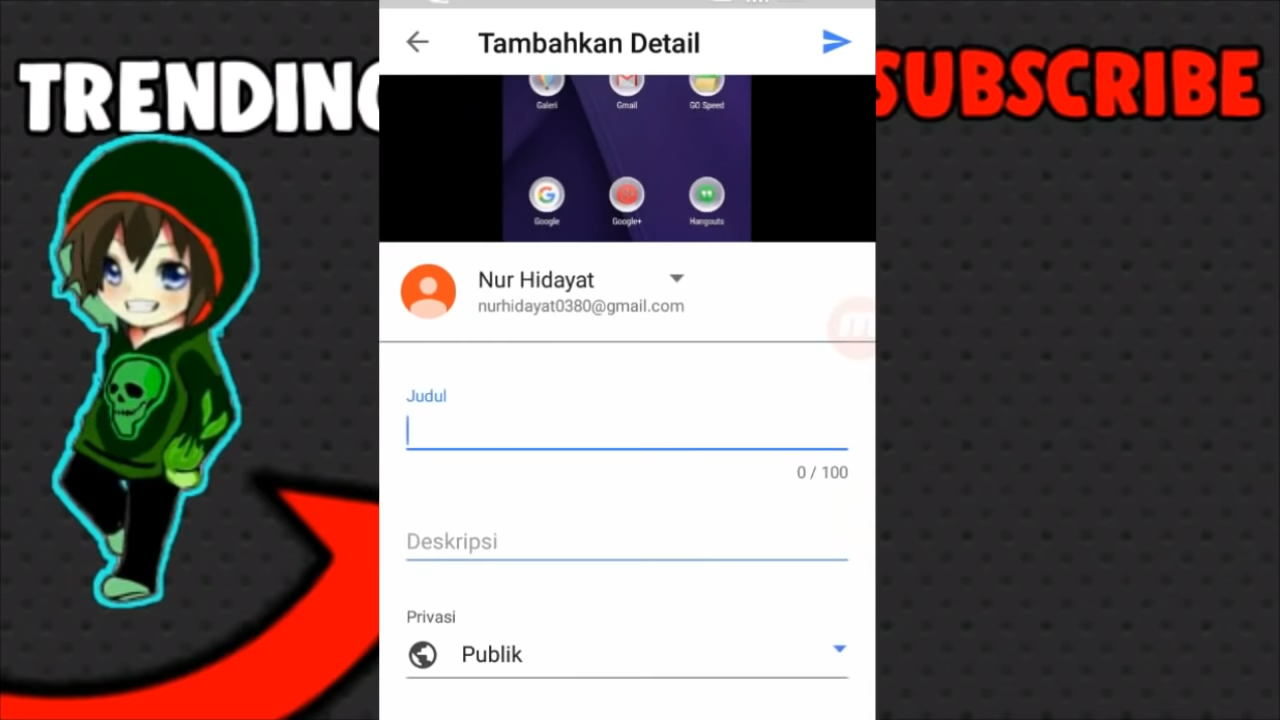 Tambahkan Detail
TRENDING
SUBSCRIBE
Galeri
Gmail
GO Speed
Google
Google+
Hangouts
Nur Hidayat
nurhidayat0380@gmail.com
Judul
0 / 100
Deskripsi
Privasi
Publik